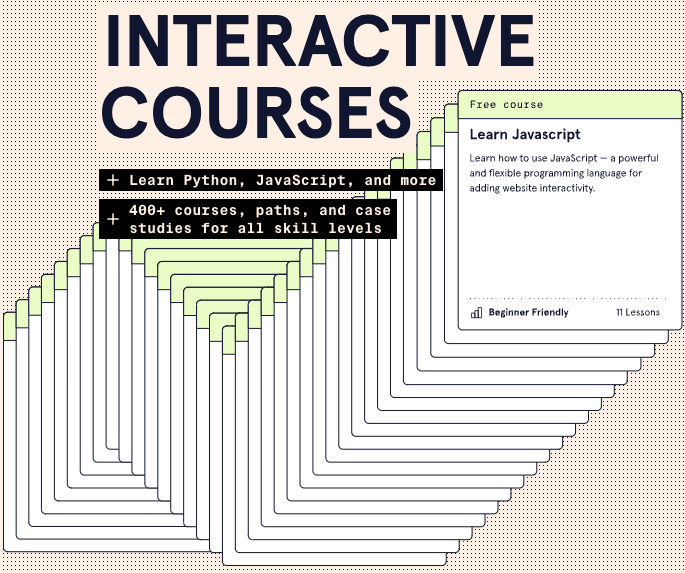 INTERACTIVE
COURSES
+ Learn Python, JavaScript, and more
+ 400+ courses, paths, and case
studies for all skill levels
Free course
Learn Javascript
Learn how to use JavaScript — a powerful
and flexible programming language for
adding website interactivity.
Beginner Friendly
11 Lessons